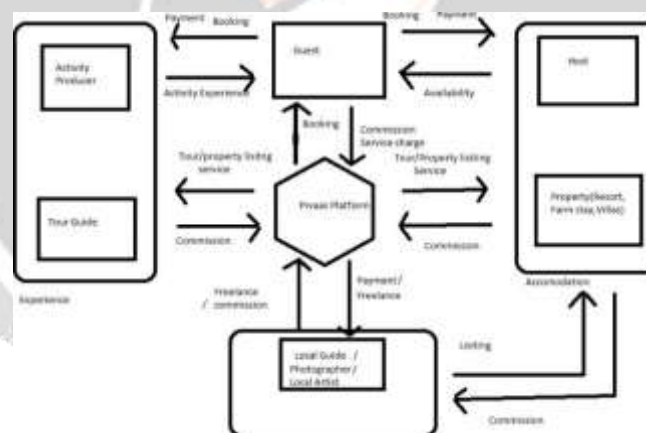 Payment Booking
Booking Payment
Guest
Activity
Producer
Host
Activity Experience
Availability
Booking
Commission
Service charge
Tour/property listing
service
Tour/Property listing
Service
Platform
Property(Resort,
Farm stay, Villas)
Tour Guide
Commission
Commission
Experience
Freelance
/ commission
Payment/
Freelance
Accomodation
Local Guide /
Photographer/
Local Artist
Listing
Commission